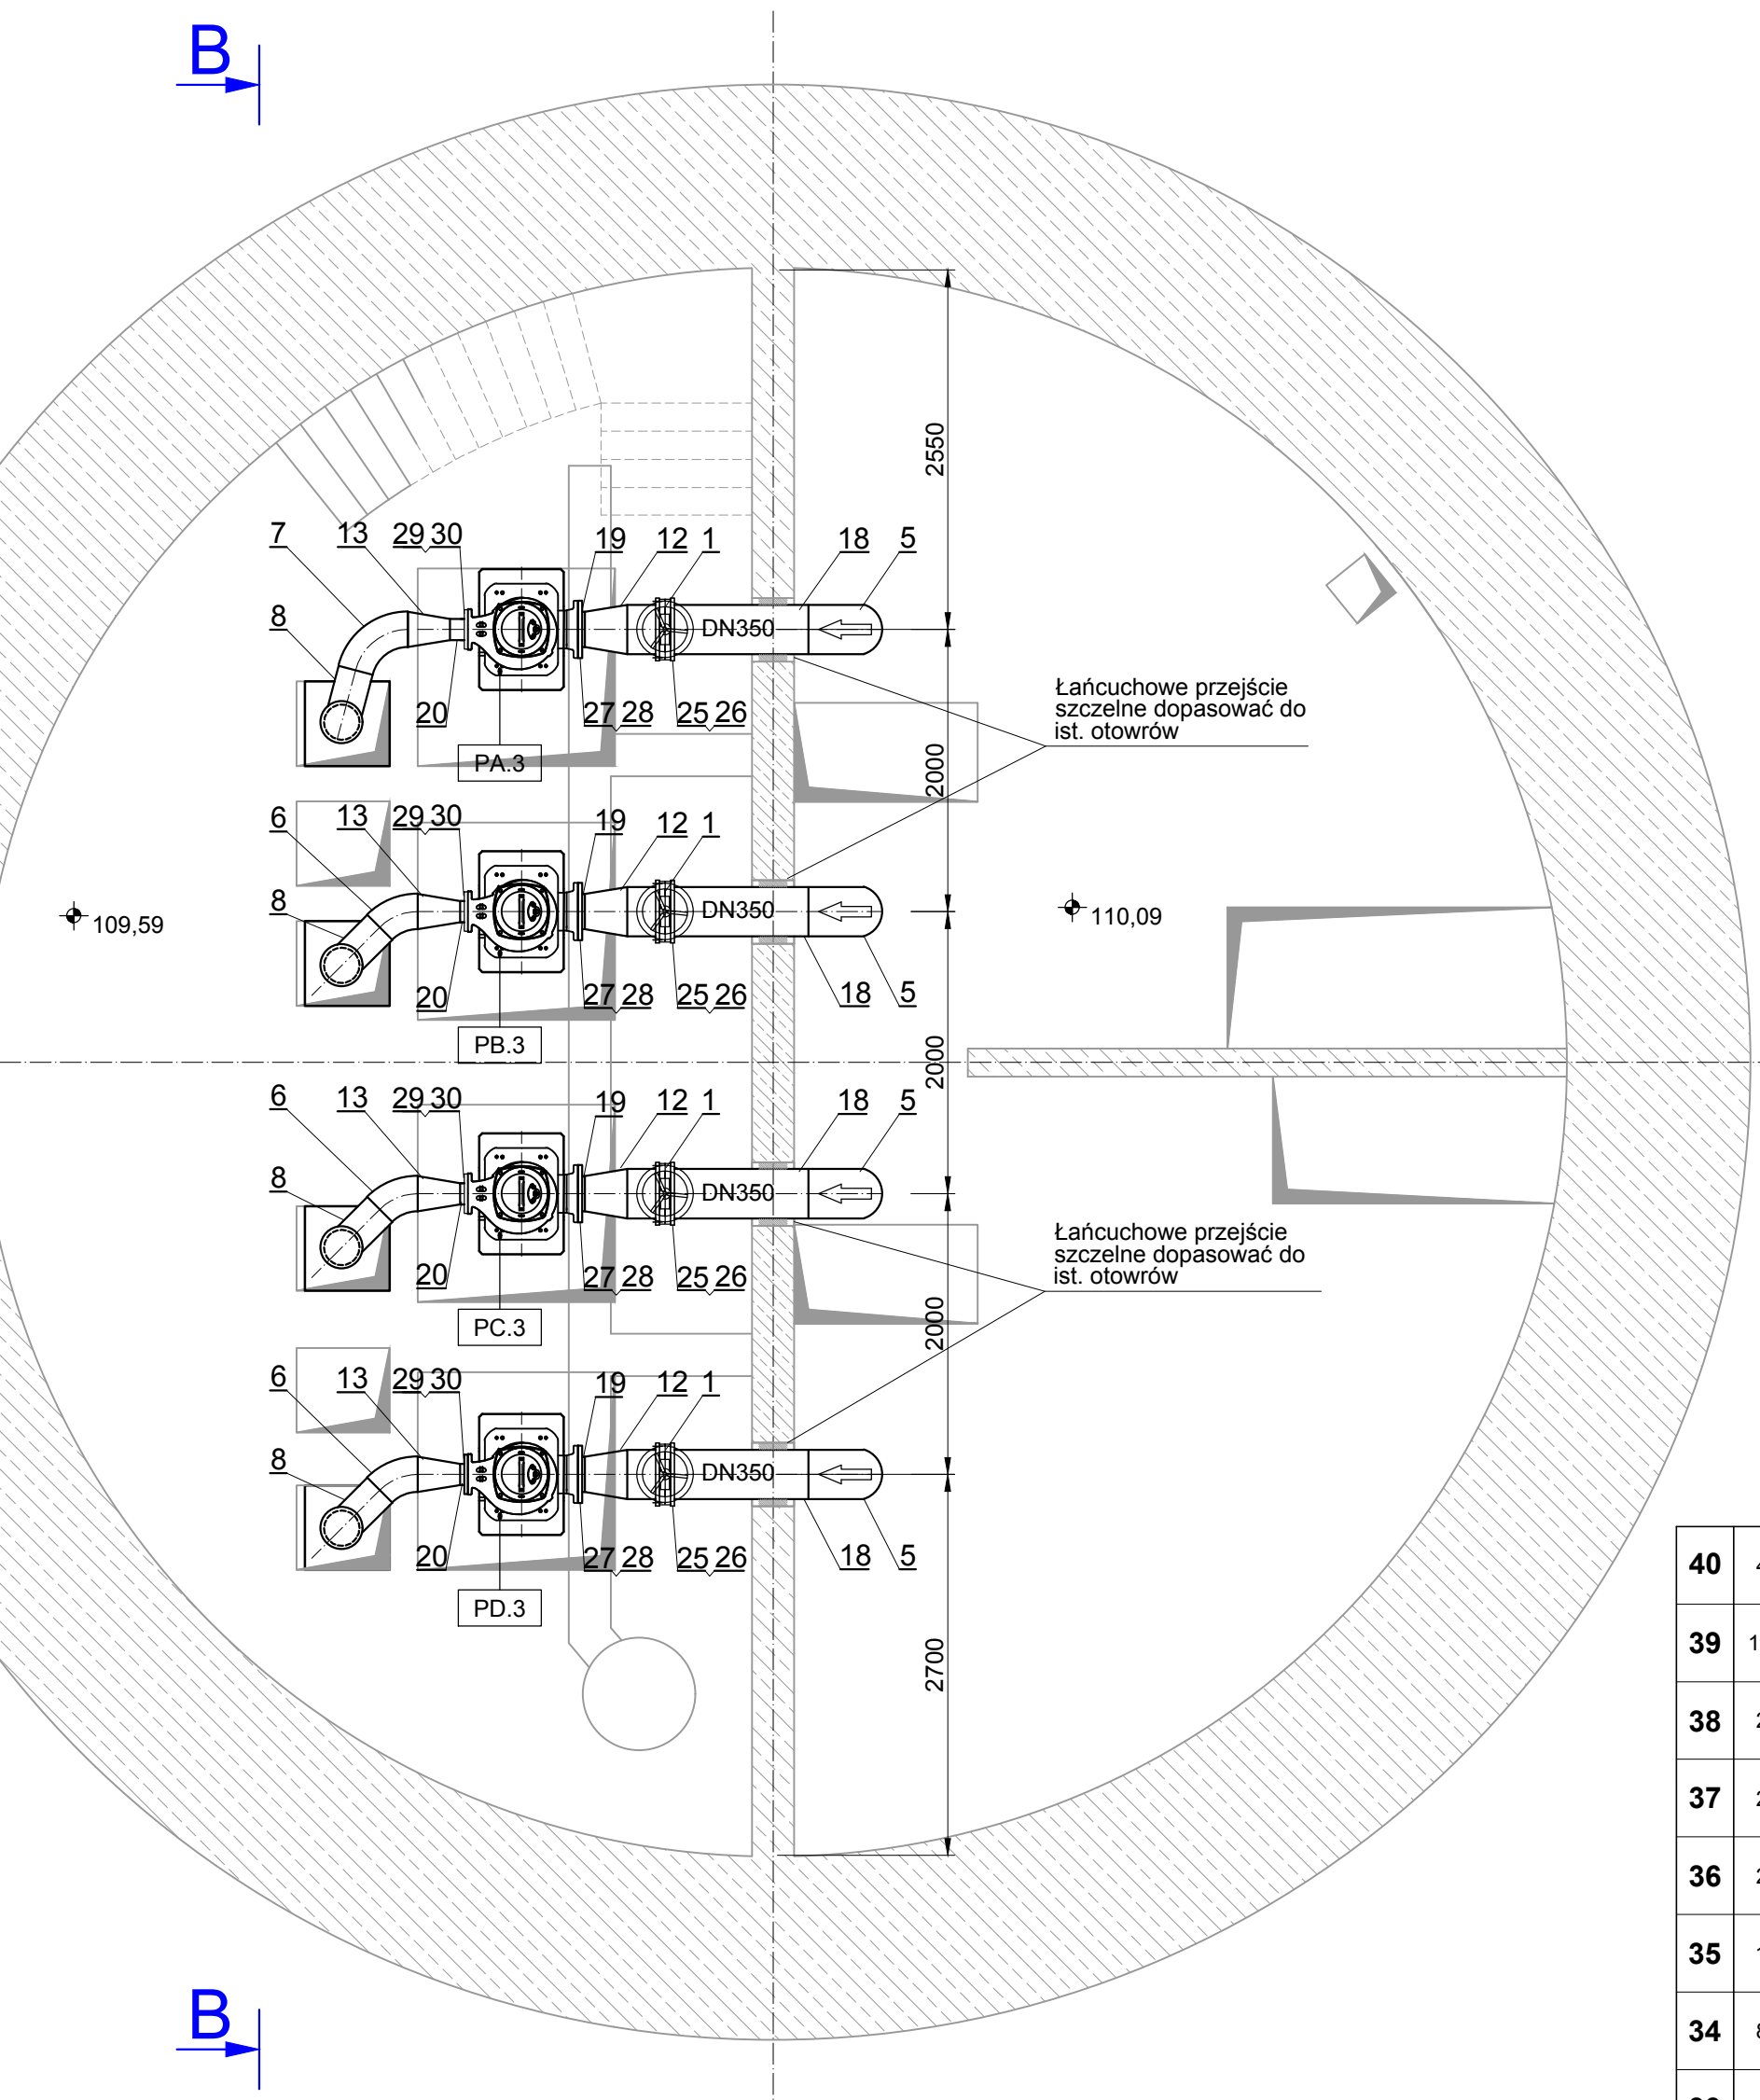 B
2550
7 13 29 30 19 12 1 18 5
8
DN350
20 27 28 25 26
PA.3
Łańcuchowe przejście
szczelne dopasować do
ist. otowrów
2000
6 13 29 30 19 12 1
8
DN350
109,59
110,09
20 27 28 25 26 18 5
PB.3
2000
6 13 29 30 19 12 1 18 5
8
DN350
20 27 28 25 26
PC.3
Łańcuchowe przejście
szczelne dopasować do
ist. otowrów
2000
6 13 29 30 19 12 1
8
DN350
20 27 28 25 26 18 5
PD.3
2700
40
39
38
37
36
35
34
B